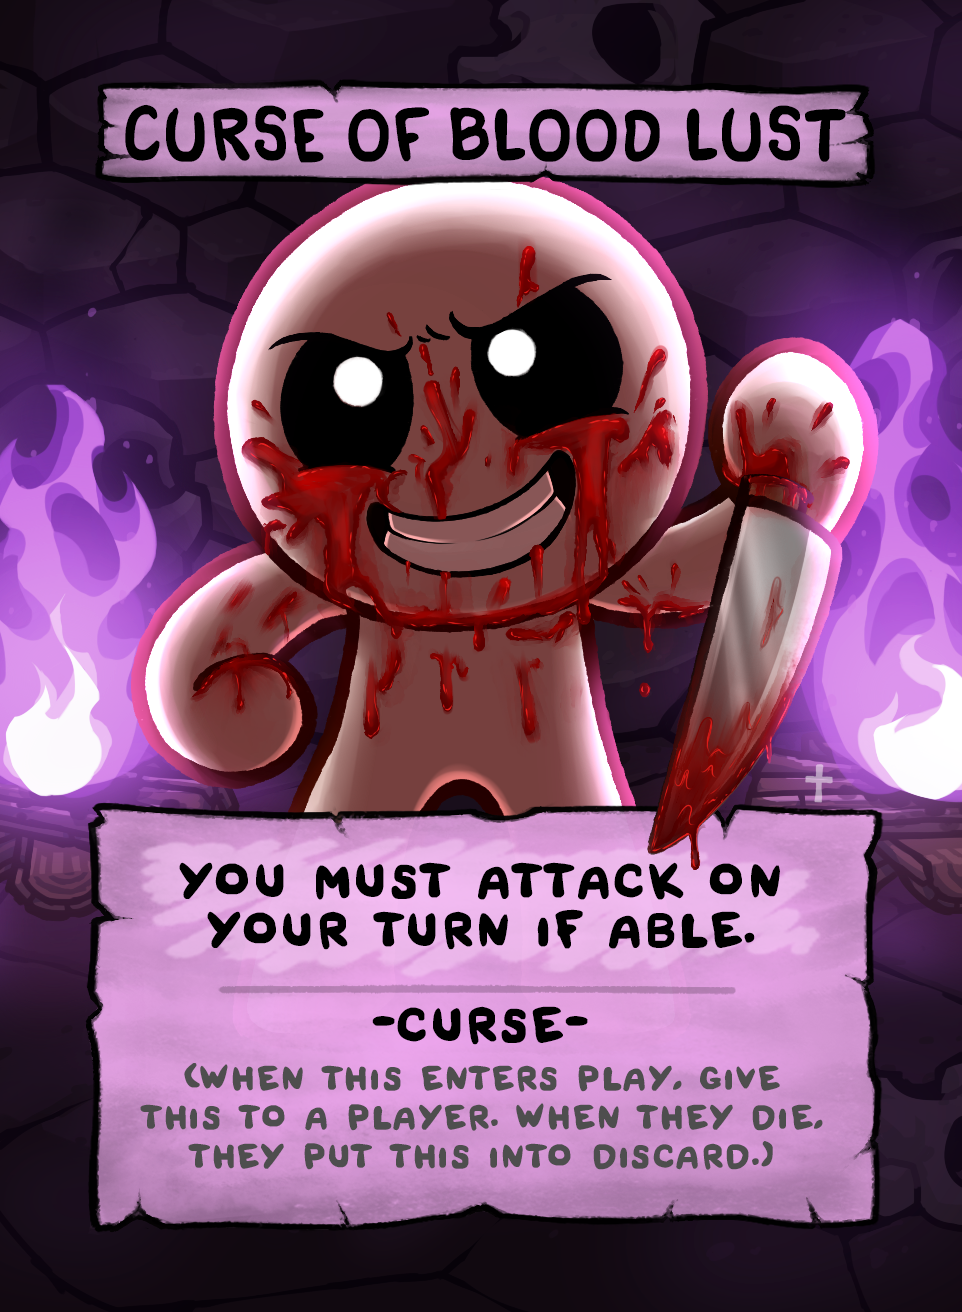 CURSE OF BLOOD LUST
YOU MUST ATTACK ON
YOUR TURN IF ABLE.
-CURSE-
(WHEN THIS ENTERS PLAY, GIVE
THIS TO A PLAYER. WHEN THEY DIE,
THEY PUT THIS INTO DISCARD.)